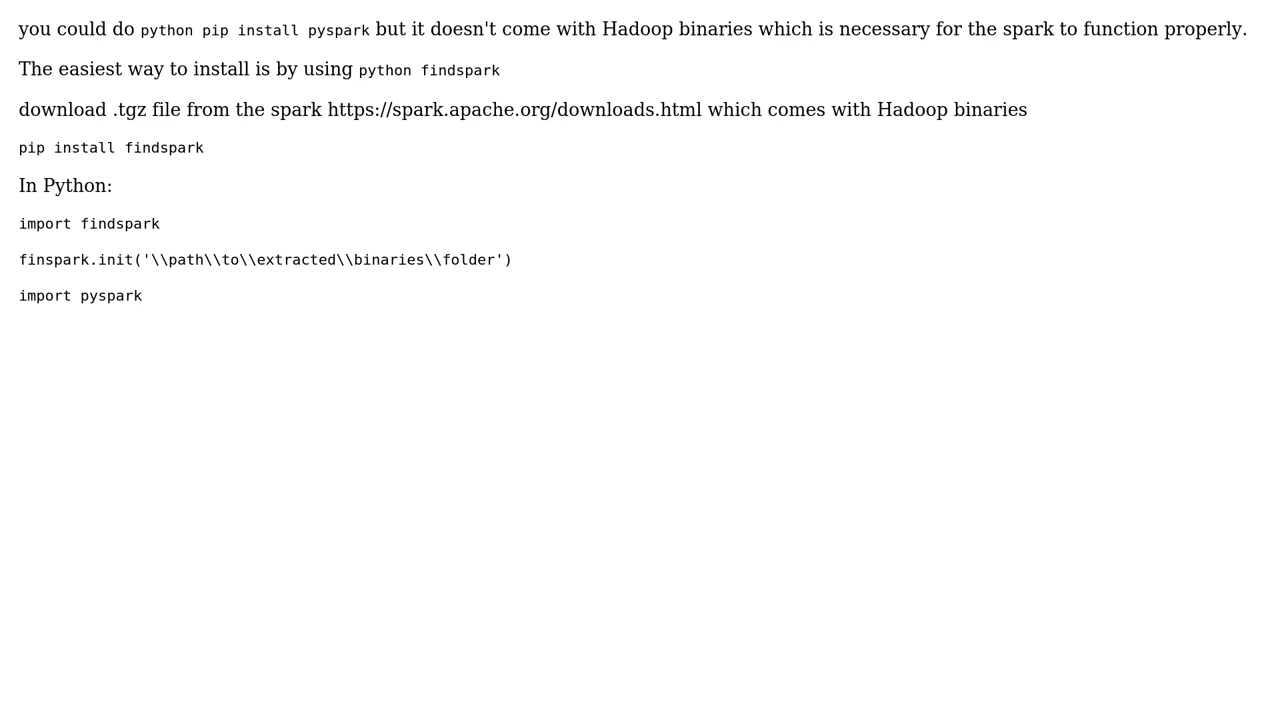 you could do python pip install pyspark but it doesn't come with Hadoop binaries which is necessary for the spark to function properly.
The easiest way to install is by using python findspark
download .tgz file from the spark https://spark.apache.org/downloads.html which comes with Hadoop binaries
pip install findspark
In Python:
import findspark
finspark.init('\\path\\to\\extracted\\binaries\\folder')
import pyspark